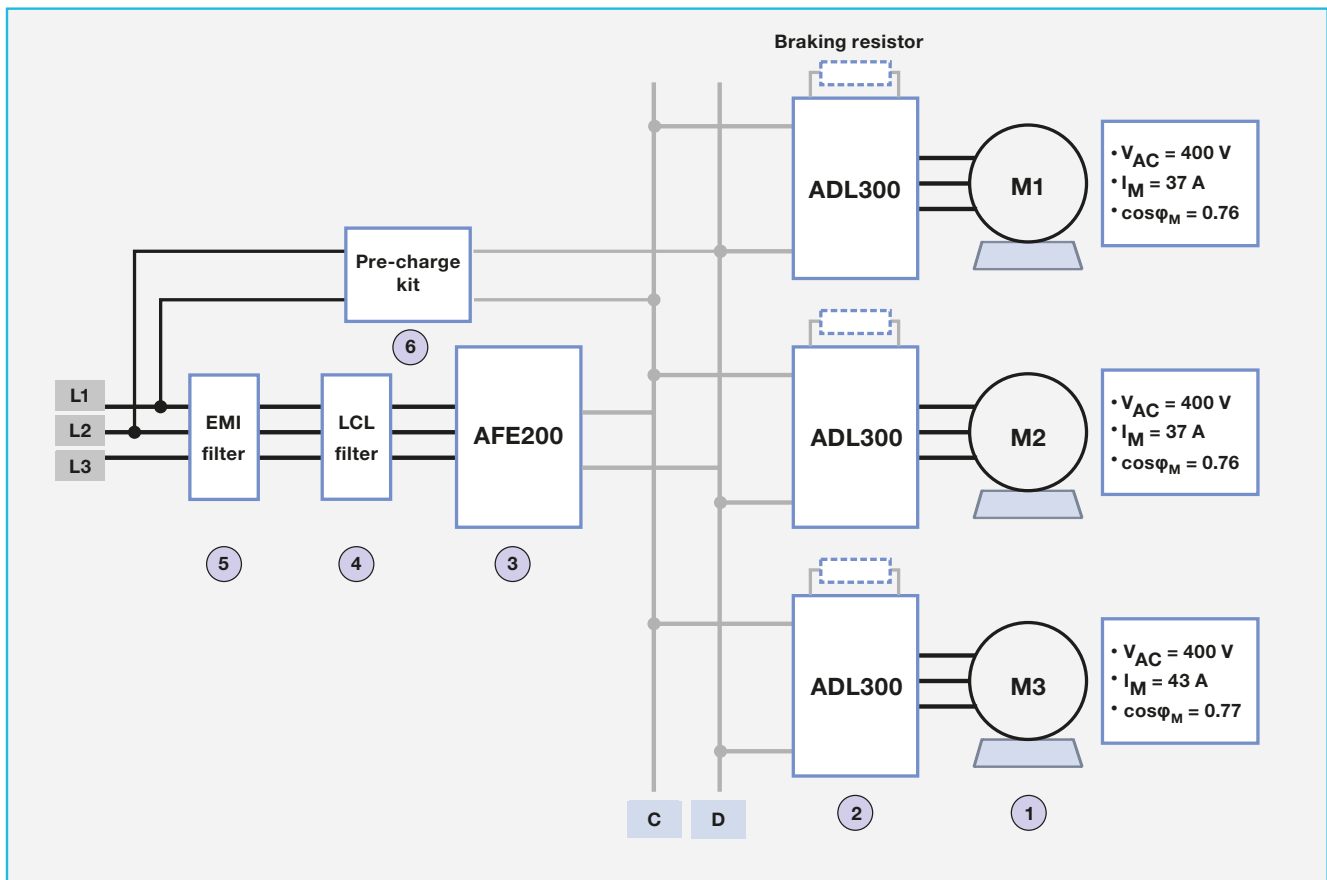 Braking resistor
ADL300
M1
• VAC = 400 V
• IM = 37 A
• cosφM = 0.76
Pre-charge
kit
6
L1
L2
L3
EMI
filter
LCL
filter
AFE200
5
4
3
ADL300
M2
• VAC = 400 V
• IM = 37 A
• cosφM = 0.76
ADL300
M3
• VAC = 400 V
• IM = 43 A
• cosφM = 0.77
C
D
2
1